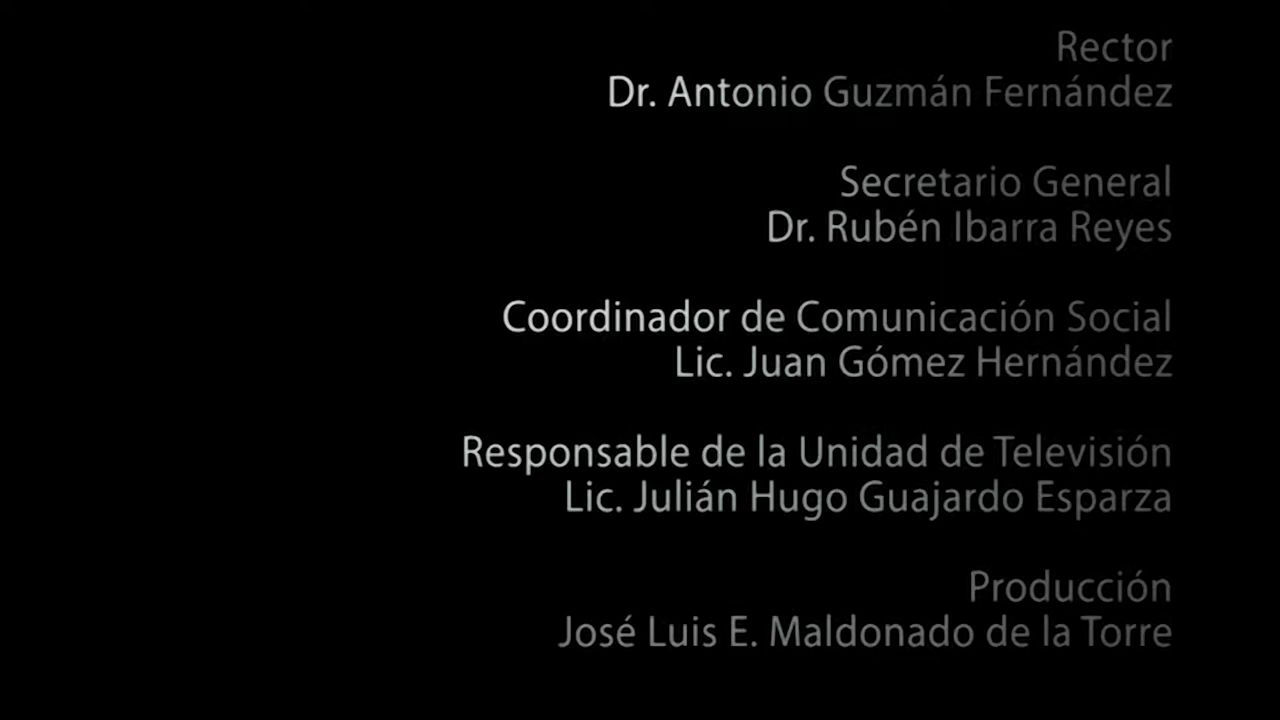 Rector
Dr. Antonio Guzmán Fernández
Secretario General
Dr. Rubén Ibarra Reyes
Coordinador de Comunicación Social
Lic. Juan Gómez Hernández
Responsable de la Unidad de Televisión
Lic. Julián Hugo Guajardo Esparza
Producción
José Luis E. Maldonado de la Torre